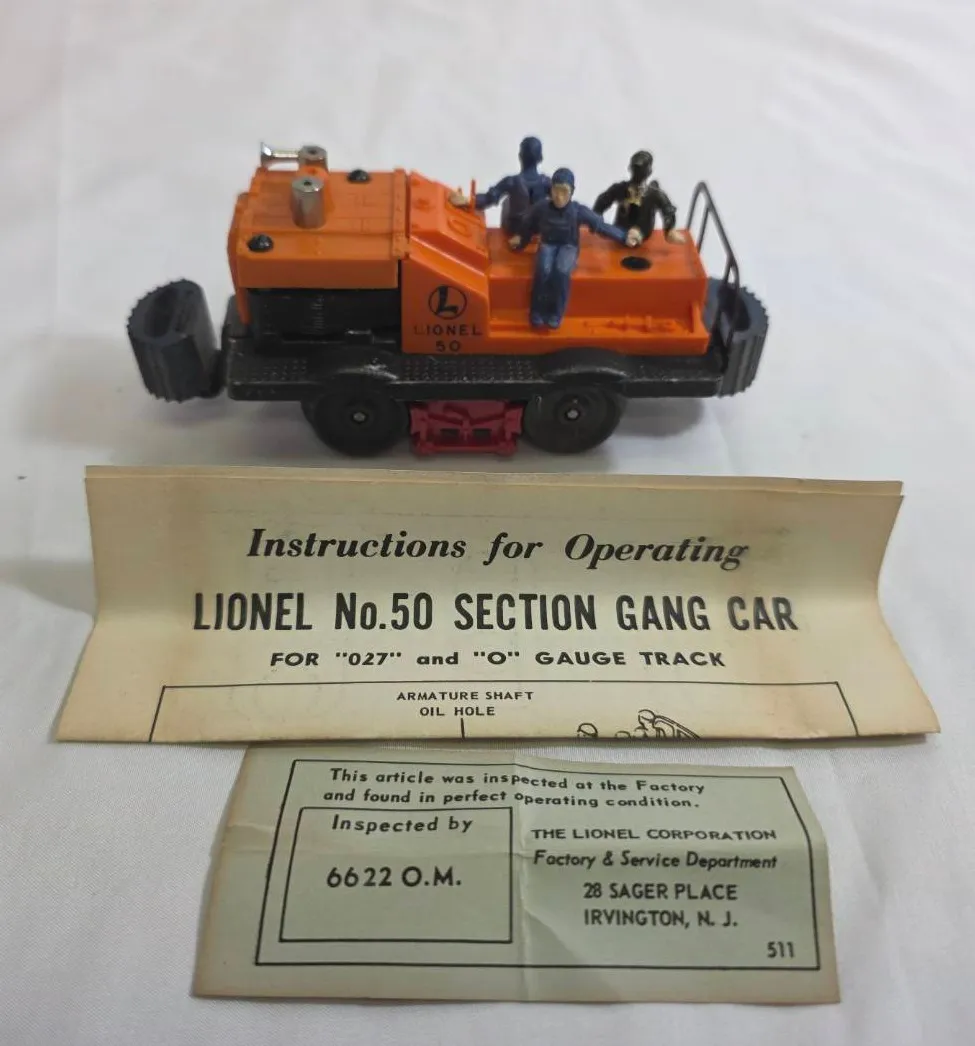 L
LIONEL
50
Instructions for Operating
LIONEL No.50 SECTION GANG CAR
FOR "027" and "O" GAUGE TRACK
ARMATURE SHAFT
OIL HOLE
This article was inspected at the Factory
and found in perfect operating condition.
Inspected by
6622 O.M.
THE LIONEL CORPORATION
Factory & Service Department
28 SAGER PLACE
IRVINGTON, N. J.
511